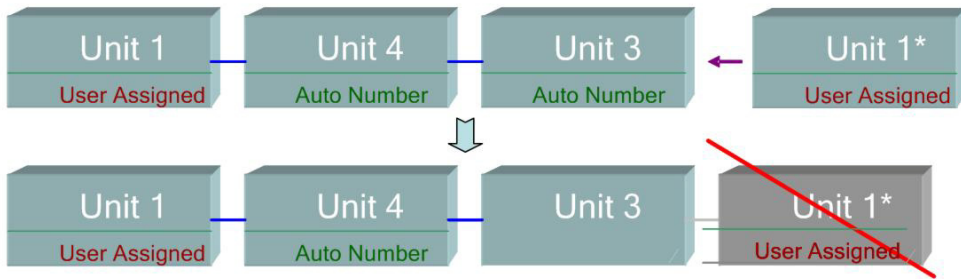 Unit 1 Unit 4 Unit 3 Unit 1*
User Assigned Auto Number Auto Number User Assigned
Unit 1 Unit 4 Unit 3 Unit 1*
User Assigned Auto Number User Assigned